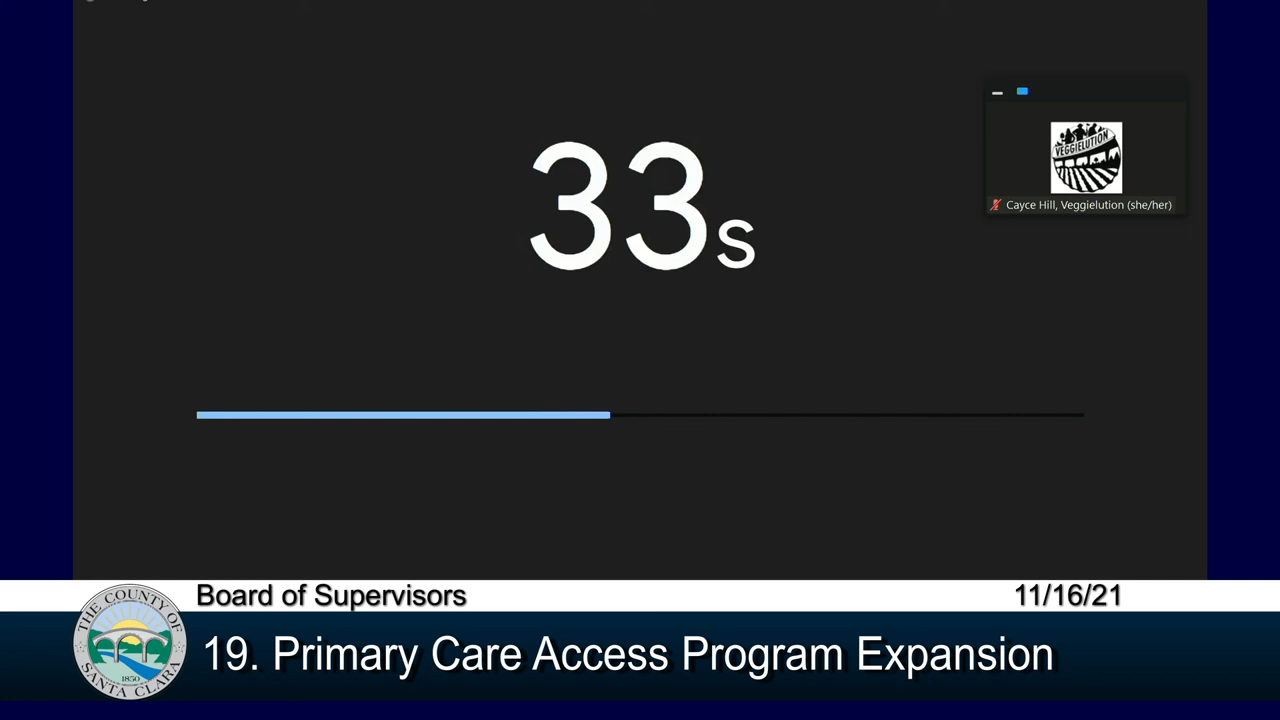 33s
VEGGIELUTION
Cayce Hill, Veggielution (she/her)
Board of Supervisors
11/16/21
THE COUNTY OF
SANTA CLARA
1850
19. Primary Care Access Program Expansion